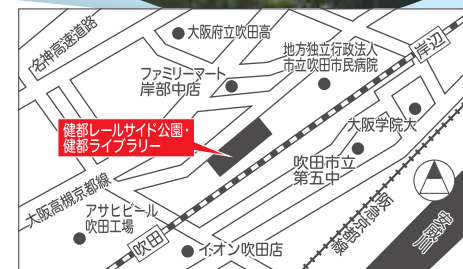 名神高速道路
大阪府立吹田高
地方独立行政法人
市立吹田市民病院
岸辺
ファミリーマート
岸部中店
健都レールサイド公園・
健都ライブラリー
大阪学院大
吹田市立
第五中
大阪高槻京都線
アサヒビール
吹田工場
吹田
イオン吹田店
阪急京都線
安威川